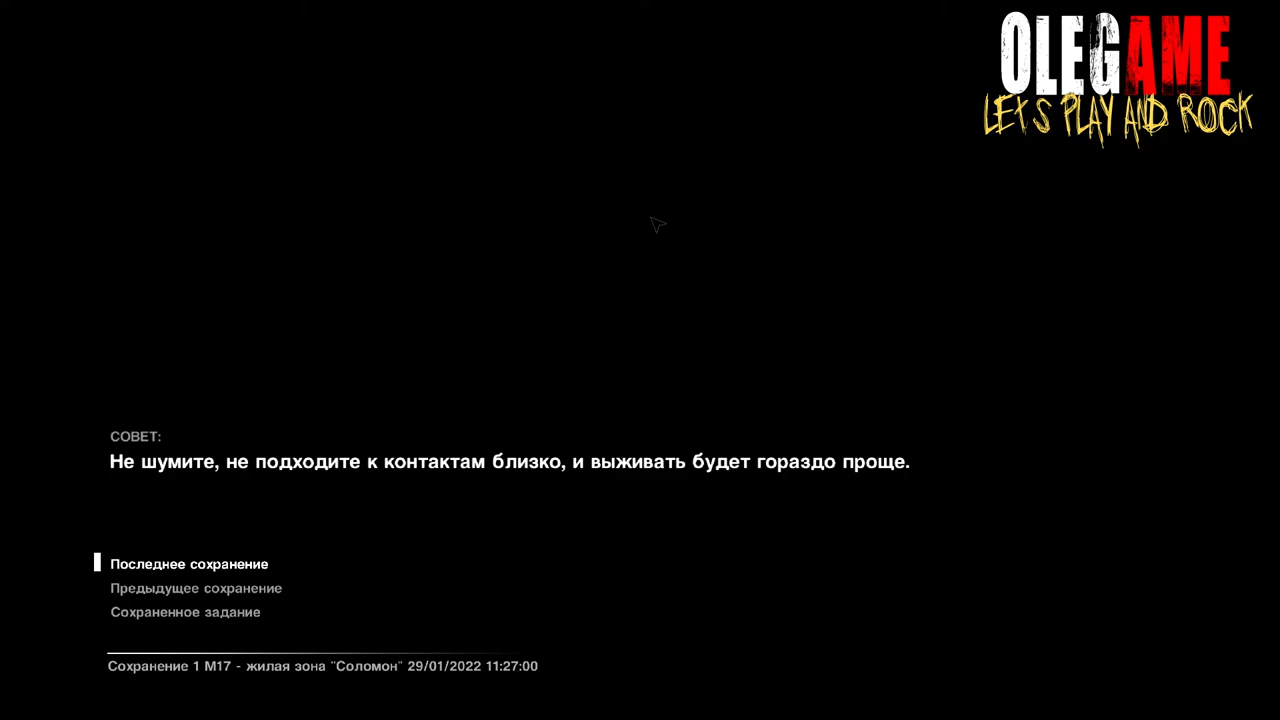 OLEGAME
LET'S PLAY AND ROCK
СОВЕТ:
Не шумите, не подходите к контактам близко, и выживать будет гораздо проще.
Последнее сохранение
Предыдущее сохранение
Сохраненное задание
Сохранение 1 M17 - жилая зона "Соломон" 29/01/2022 11:27:00